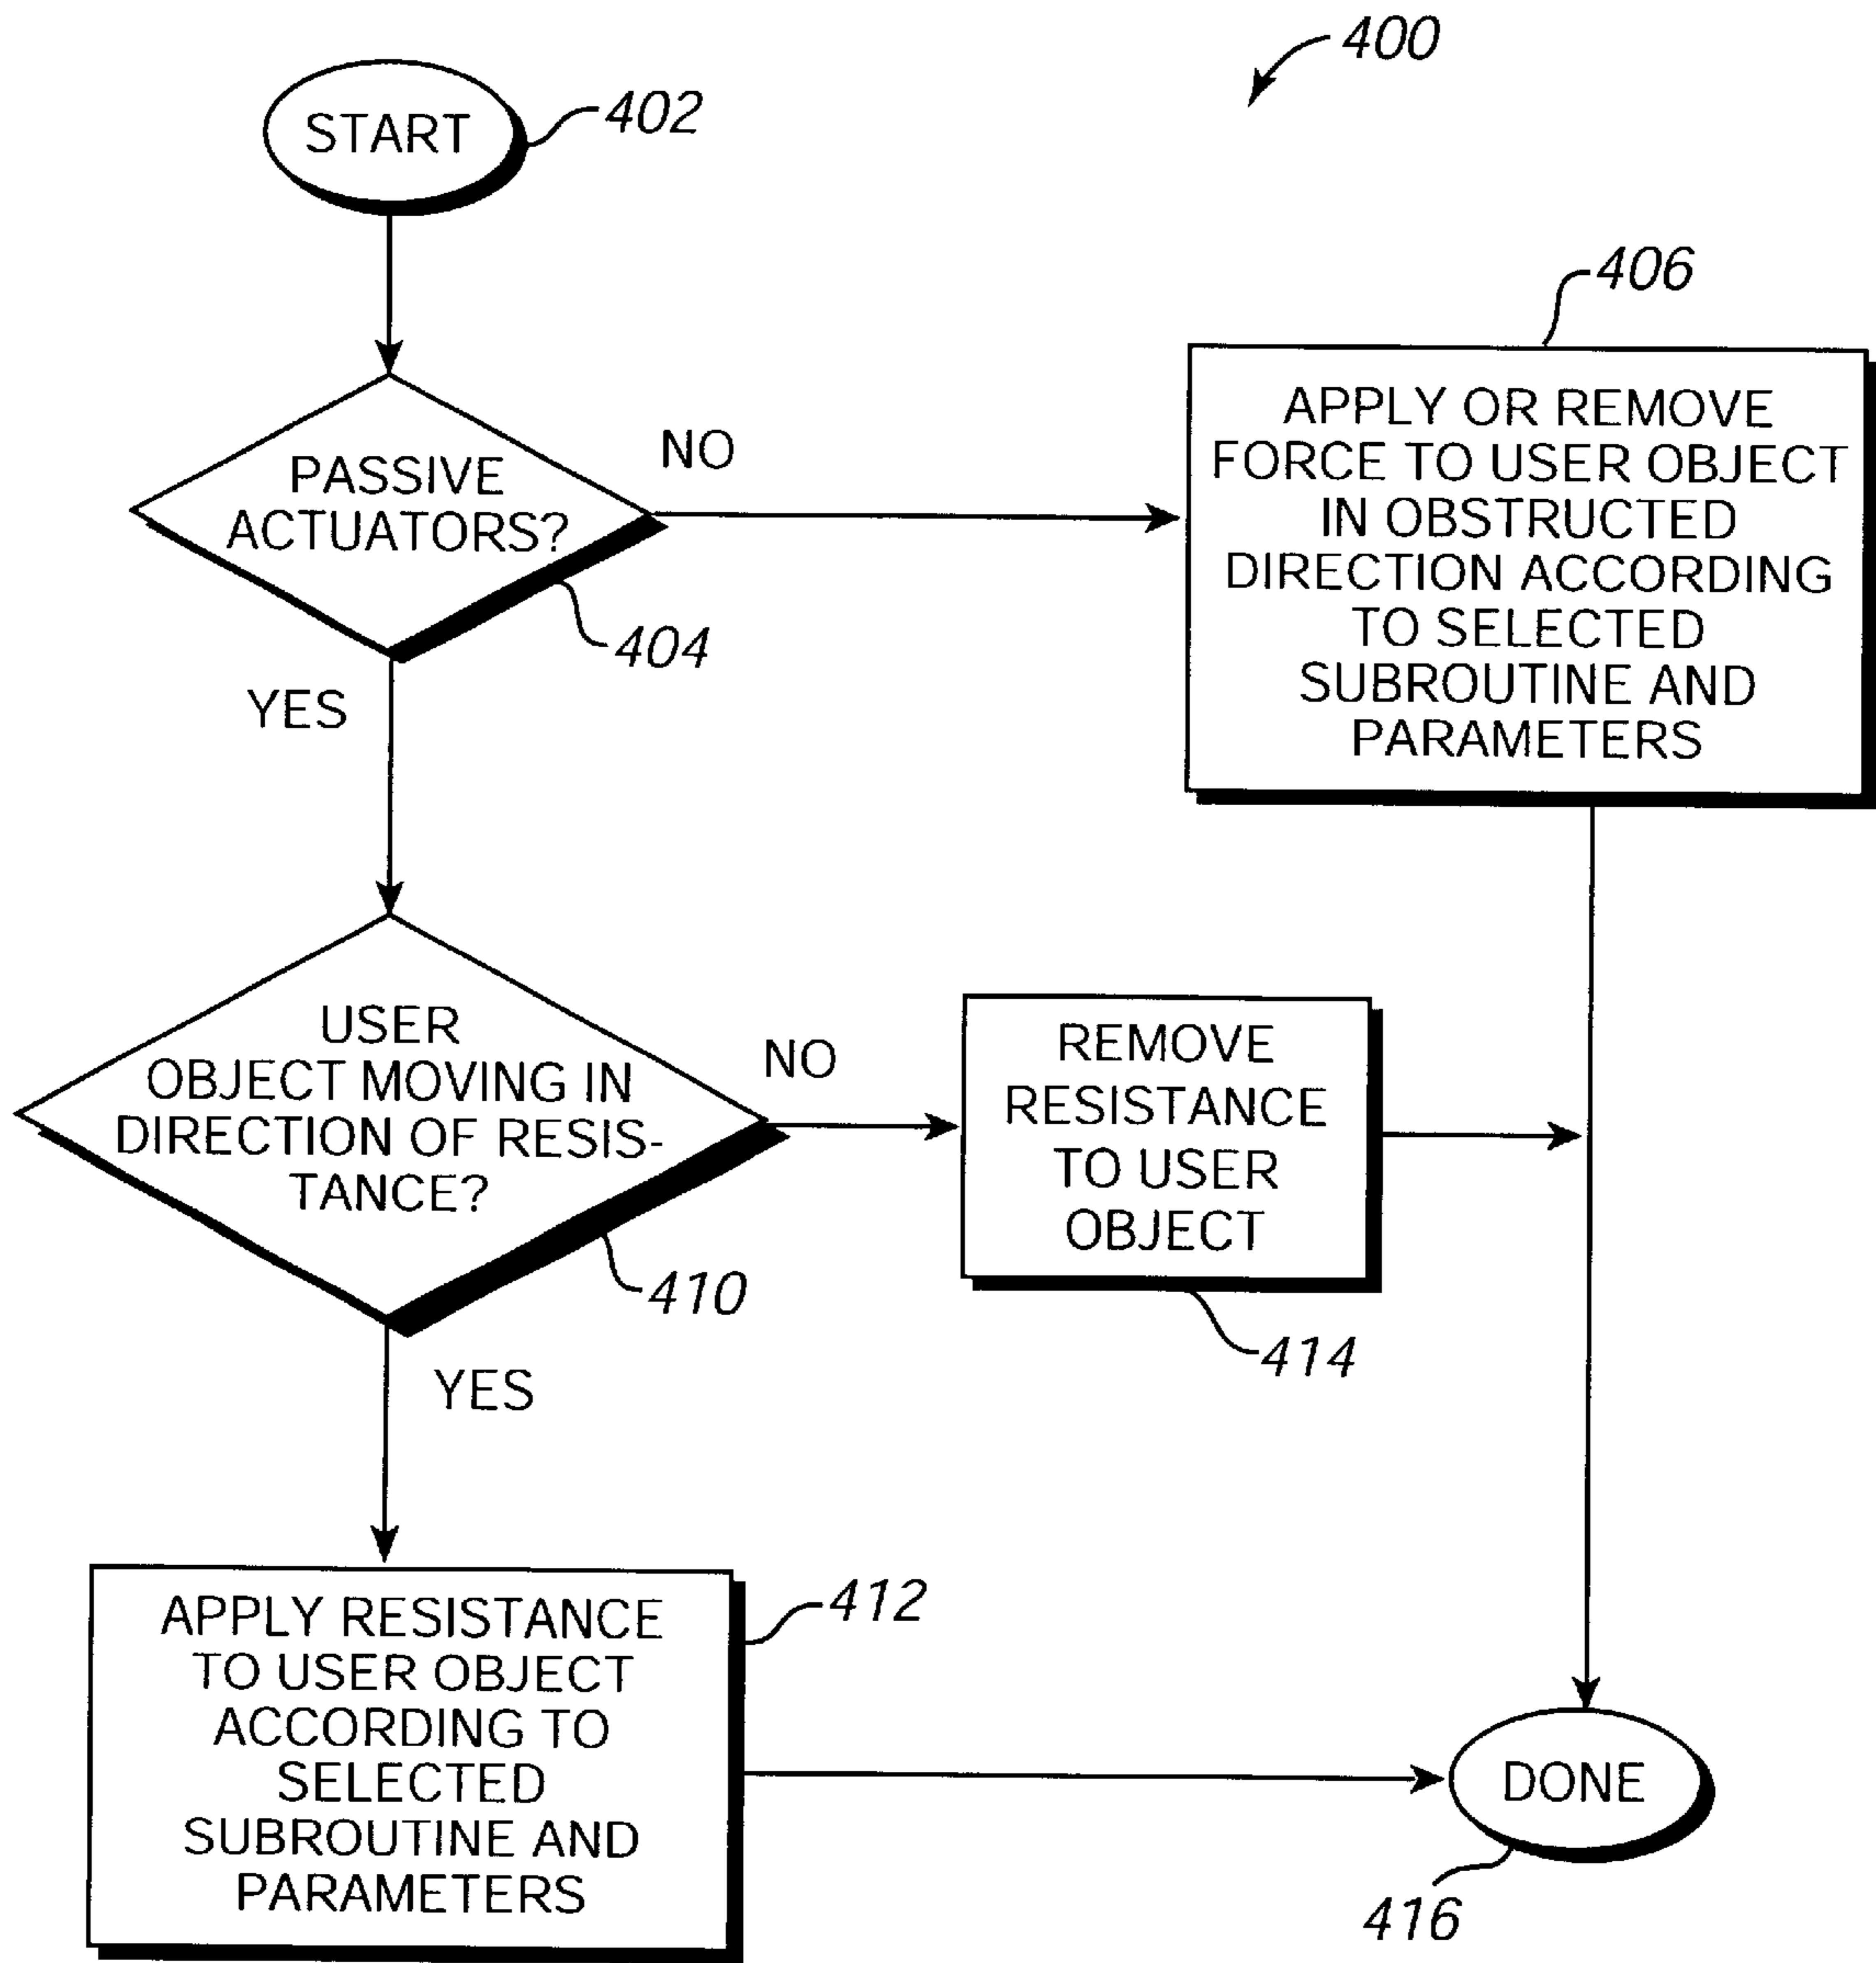 400
START
402
PASSIVE
ACTUATORS?
404
NO
YES
406
APPLY OR REMOVE
FORCE TO USER OBJECT
IN OBSTRUCTED
DIRECTION ACCORDING
TO SELECTED
SUBROUTINE AND
PARAMETERS
USER
OBJECT MOVING IN
DIRECTION OF RESIS-
TANCE?
410
NO
YES
REMOVE
RESISTANCE
TO USER
OBJECT
414
APPLY RESISTANCE
TO USER OBJECT
ACCORDING TO
SELECTED
SUBROUTINE AND
PARAMETERS
412
DONE
416